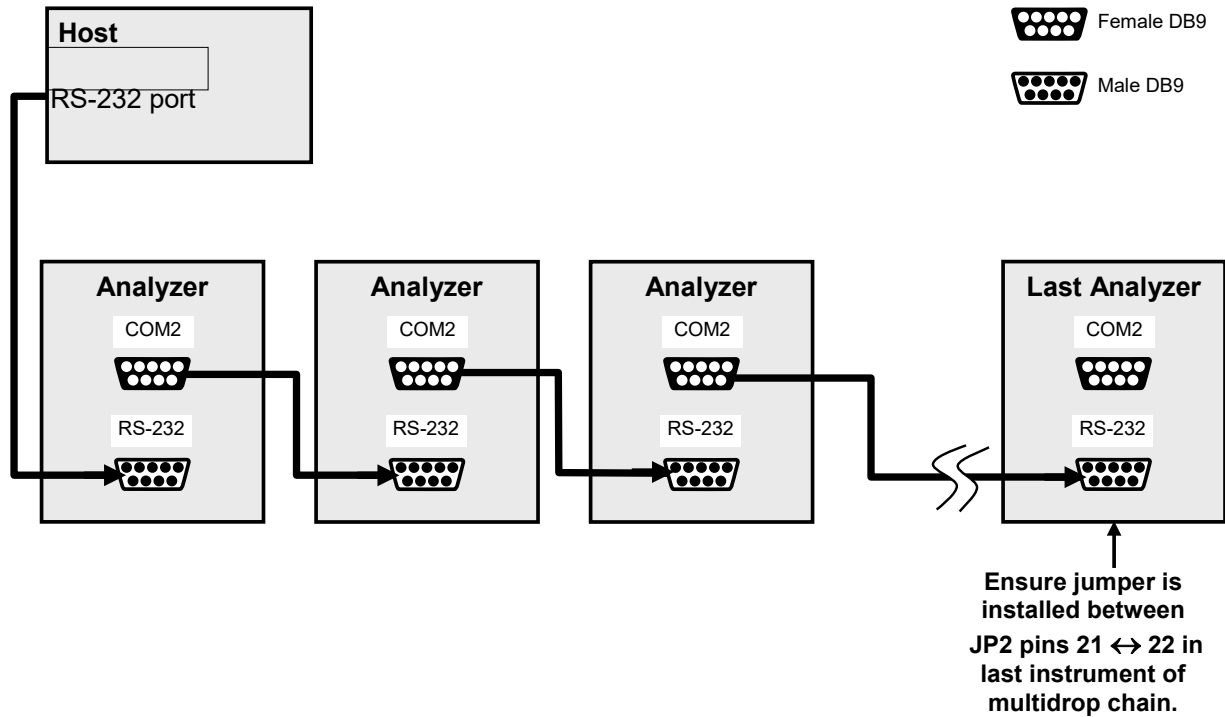 Host
RS-232 port
Female DB9
Male DB9
Analyzer
COM2
RS-232
Analyzer
COM2
RS-232
Analyzer
COM2
RS-232
Last Analyzer
COM2
RS-232
Ensure jumper is
installed between
JP2 pins 21 ↔ 22 in
last instrument of
multidrop chain.